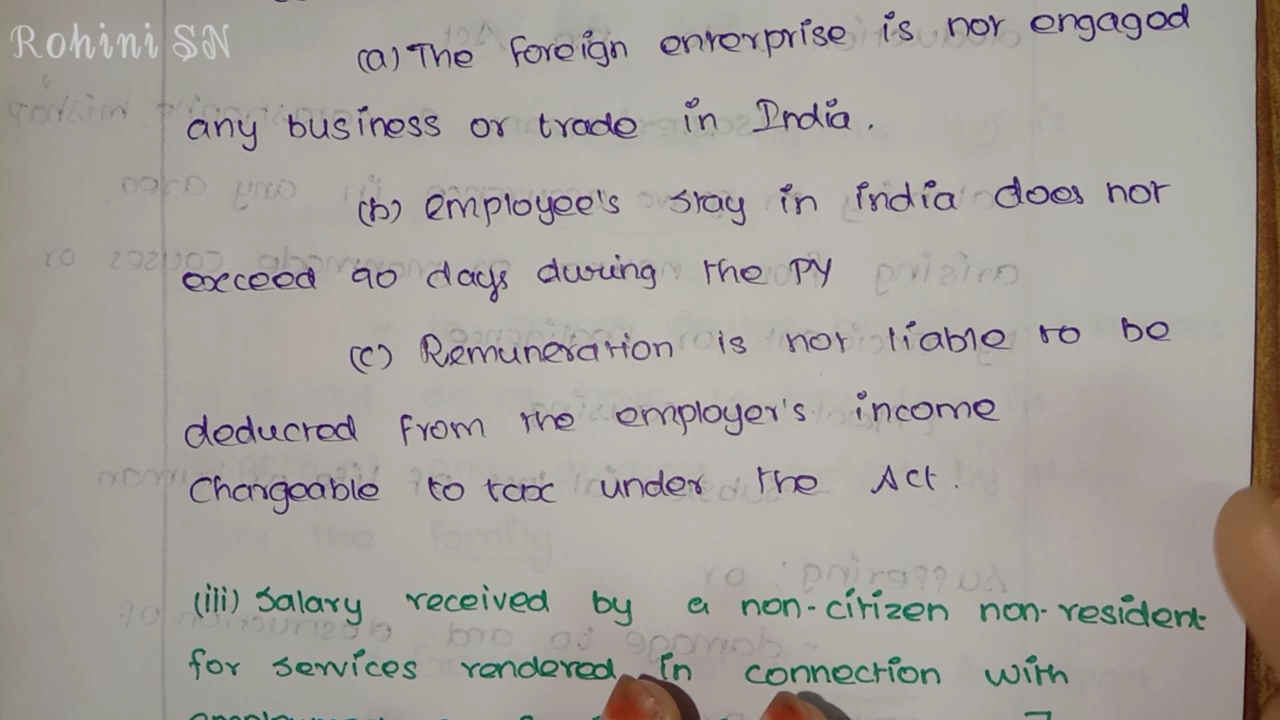 Rohini SN
(a) The foreign enterprise is not engaged
any business or trade in India.
(b) employee's stay in india does not
exceed 90 days during the PY
(c) Remuneration is not liable to be
deducted from the employer's income
Chargeable to tax under the Act.
(iii) Salary received by a non-citizen non-resident
for services rendered in connection with